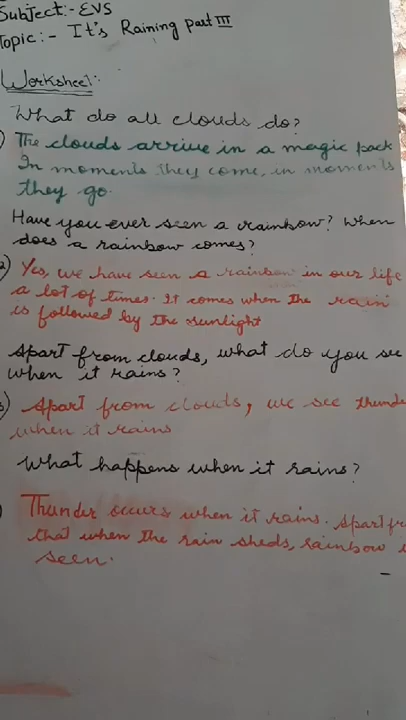 Subject:- EVS
Topic:- It's Raining part III
Worksheet:
What do all clouds do?
) The clouds arrive in a magic pack
In moments they come, in moments
they go.
Have you ever seen a rainbow? When
does a rainbow comes?
2) Yes, we have seen a rainbow in our life
a lot of times. It comes when the rain
is followed by the sunlight
Apart from clouds, what do you see
when it rains?
) Apart from clouds, we see thunde
when it rains
What happens when it rains?
) Thunder occurs when it rains. Apart fr
that when the rain sheds, rainbow
seen.